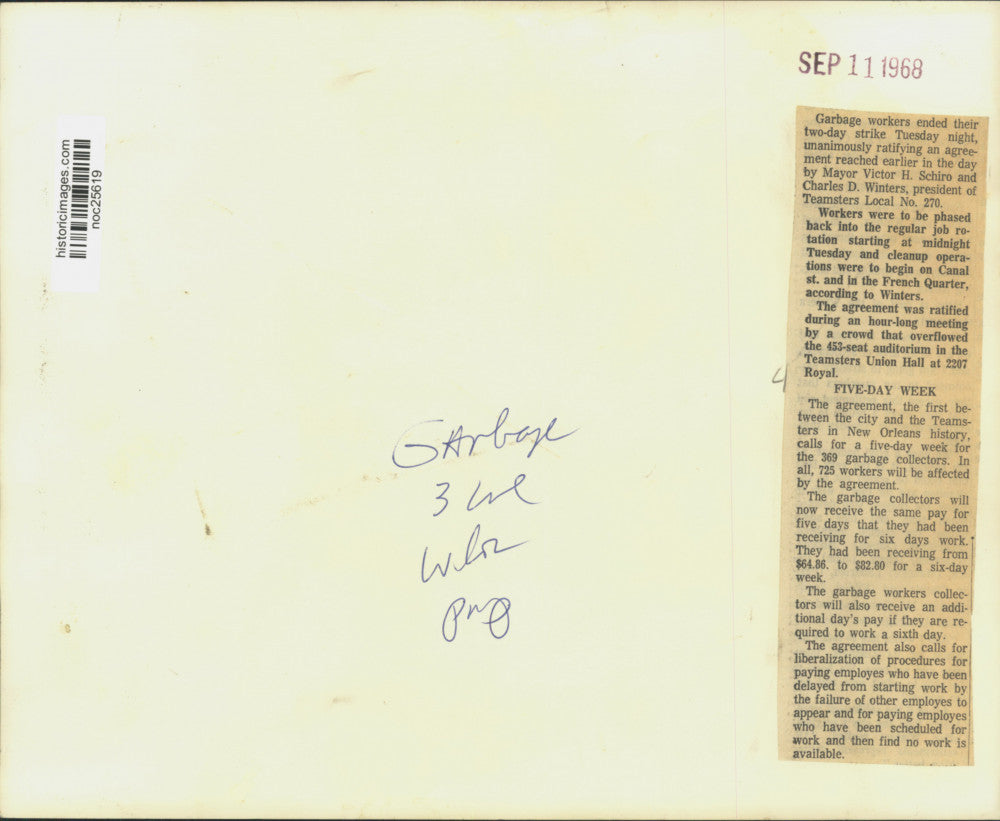 historicimages.com
noc25619
SEP 11 1968
Garbage workers ended their
two-day strike Tuesday night,
unanimously ratifying an agree-
ment reached earlier in the day
by Mayor Victor H. Schiro and
Charles D. Winters, president of
Teamsters Local No. 270.
Workers were to be phased
back into the regular job ro-
tation starting at midnight
Tuesday and cleanup opera-
tions were to begin on Canal
st. and in the French Quarter,
according to Winters.
The agreement was ratified
during an hour-long meeting
by a crowd that overflowed
the 453-seat auditorium in the
Teamsters Union Hall at 2207
Royal.
4
FIVE-DAY WEEK
The agreement, the first be-
tween the city and the Teams-
ters in New Orleans history,
calls for a five-day week for
the 369 garbage collectors. In
all, 725 workers will be affected
by the agreement.
The garbage collectors will
now receive the same pay for
five days that they had been
receiving for six days work.
They had been receiving from
$64.86. to $82.80 for a six-day
week.
The garbage workers collec-
tors will also receive an addi-
tional day's pay if they are re-
quired to work a sixth day.
The agreement also calls for
liberalization of procedures for
paying employes who have been
delayed from starting work by
the failure of other employes to
appear and for paying employes
who have been scheduled for
work and then find no work is
available.
Garbage
3 col